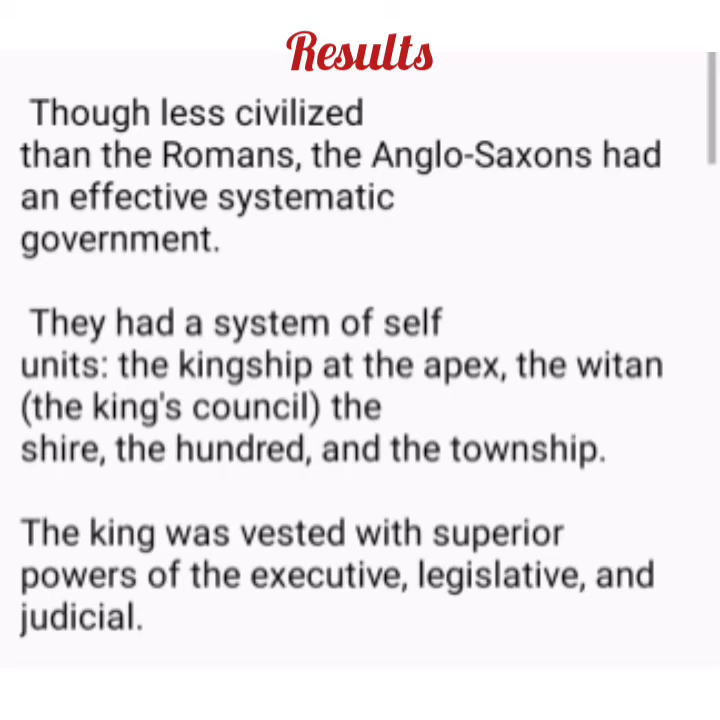 Results
Though less civilized
than the Romans, the Anglo-Saxons had
an effective systematic
government.
They had a system of self
units: the kingship at the apex, the witan
(the king's council) the
shire, the hundred, and the township.
The king was vested with superior
powers of the executive, legislative, and
judicial.